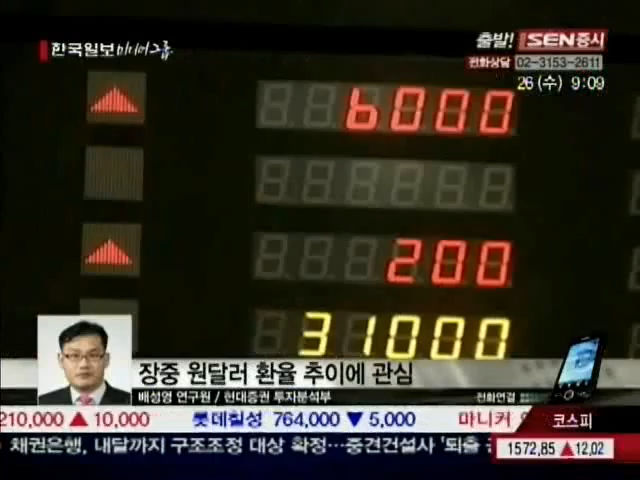 한국일보 미디어그룹
출발! SEN증시
전화상담 02-3153-2611
26 (수) 9:09
6000
200
31000
장중 원달러 환율 추이에 관심
배성영 연구원 / 현대증권 투자분석부
전화연결
210,000 ▲ 10,000 롯데칠성 764,000 ▼ 5,000 마니커
코스피
채권은행, 내달까지 구조조정 대상 확정…중견건설사 '퇴출
1572.85 ▲12.02